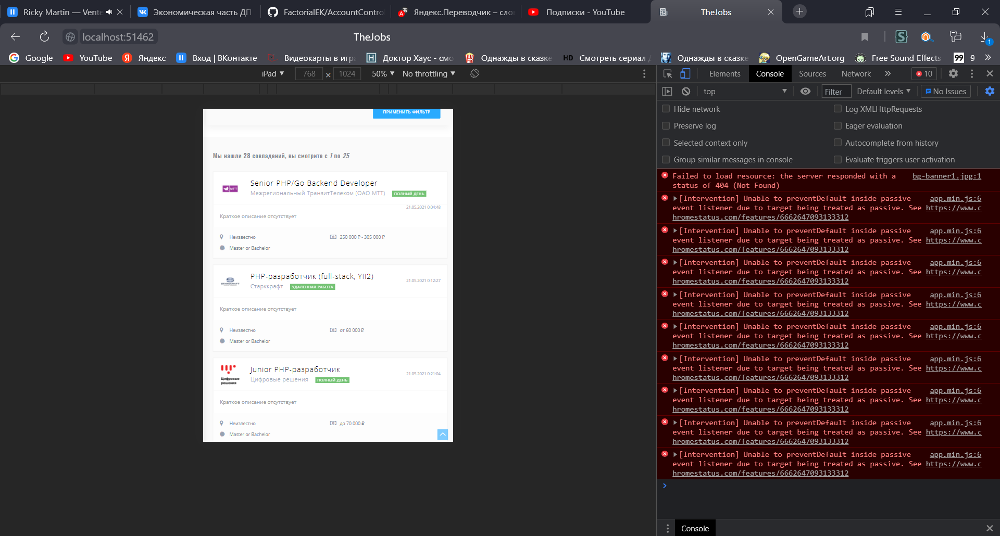 Ricky Martin — Vente
Экономическая часть ДП
FactorialEK/AccountContro
Яндекс.Переводчик – слов
Подписки - YouTube
TheJobs
localhost:51462
TheJobs
1
Google
YouTube
Яндекс
Вход | ВКонтакте
Видеокарты в игра
Доктор Хаус - смо
Однажды в сказке
HD Смотреть сериал
Однажды в сказке
OpenGameArt.org
Free Sound Effects
99 9
iPad 768 × 1024 50% No throttling
Elements Console Sources Network 10
top Filter Default levels No Issues
Hide network
Log XMLHttpRequests
Preserve log
Eager evaluation
Selected context only
Autocomplete from history
Group similar messages in console
Evaluate triggers user activation
ПРИМЕНИТЬ ФИЛЬТР
Мы нашли 28 совпадений, вы смотрите с 1 по 25
MTT
Senior PHP/Go Backend Developer
Межрегиональный ТранзитТелеком (ОАО МТТ) ПОЛНЫЙ ДЕНЬ
21.05.2021 0:04:48
Краткое описание отсутствует
Неизвестно
250 000 ₽ - 305 000 ₽
Master or Bachelor
PHP-разработчик (full-stack, YII2)
21.05.2021 0:12:27
Старккрафт УДАЛЕННАЯ РАБОТА
Краткое описание отсутствует
Неизвестно
от 60 000 ₽
Master or Bachelor
Цифровые
решения
Junior PHP-разработчик
21.05.2021 0:21:04
Цифровые решения ПОЛНЫЙ ДЕНЬ
Краткое описание отсутствует
Неизвестно
до 70 000 ₽
Master or Bachelor
Failed to load resource: the server responded with a bg-banner1.jpg:1
status of 404 (Not Found)
[Intervention] Unable to preventDefault inside passive app.min.js:6
event listener due to target being treated as passive. See https://www.c
hromestatus.com/features/6662647093133312
[Intervention] Unable to preventDefault inside passive app.min.js:6
event listener due to target being treated as passive. See https://www.c
hromestatus.com/features/6662647093133312
[Intervention] Unable to preventDefault inside passive app.min.js:6
event listener due to target being treated as passive. See https://www.c
hromestatus.com/features/6662647093133312
[Intervention] Unable to preventDefault inside passive app.min.js:6
event listener due to target being treated as passive. See https://www.c
hromestatus.com/features/6662647093133312
[Intervention] Unable to preventDefault inside passive app.min.js:6
event listener due to target being treated as passive. See https://www.c
hromestatus.com/features/6662647093133312
[Intervention] Unable to preventDefault inside passive app.min.js:6
event listener due to target being treated as passive. See https://www.c
hromestatus.com/features/6662647093133312
[Intervention] Unable to preventDefault inside passive app.min.js:6
event listener due to target being treated as passive. See https://www.c
hromestatus.com/features/6662647093133312
[Intervention] Unable to preventDefault inside passive app.min.js:6
event listener due to target being treated as passive. See https://www.c
hromestatus.com/features/6662647093133312
[Intervention] Unable to preventDefault inside passive app.min.js:6
event listener due to target being treated as passive. See https://www.c
hromestatus.com/features/6662647093133312
Console